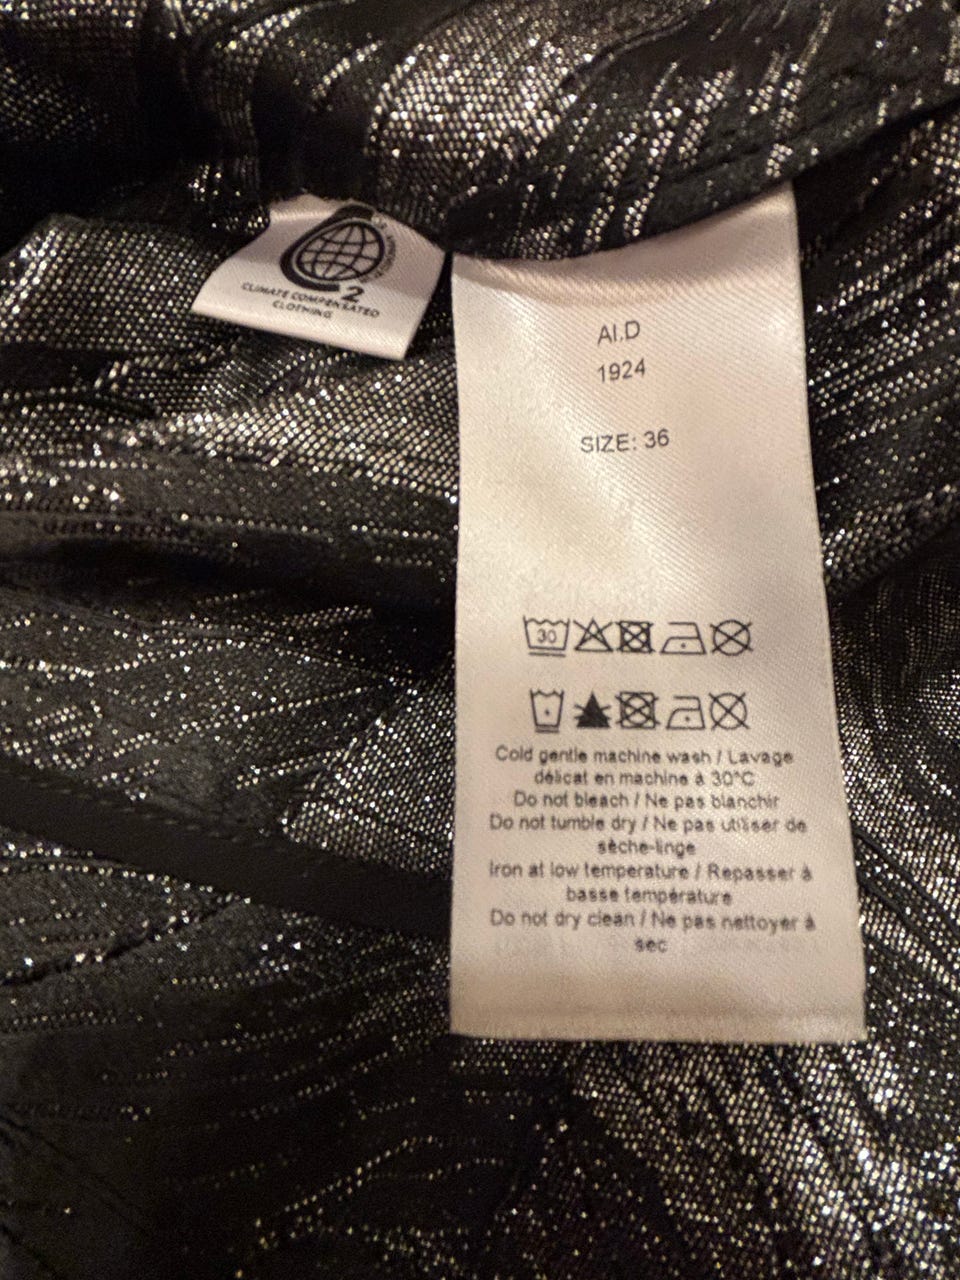 2
CLIMATE COMPENSATED
CLOTHING
AI.D
1924
SIZE: 36
30
Cold gentle machine wash / Lavage
délicat en machine à 30°C
Do not bleach / Ne pas blanchir
Do not tumble dry / Ne pas utiliser de
sèche-linge
Iron at low temperature / Repasser à
basse température
Do not dry clean / Ne pas nettoyer à
sec